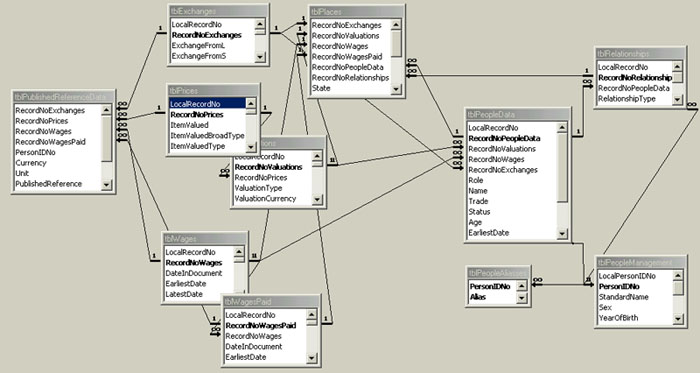 tblExchanges
LocalRecordNo
RecordNoExchanges
ExchangeFromL
ExchangeFromS
tblPlaces
RecordNoExchanges
RecordNoValuations
RecordNoWages
RecordNoWagesPaid
RecordNoPeopleData
RecordNoRelationships
State
tblRelationships
LocalRecordNo
RecordNoRelationship
RecordNoPeopleData
RelationshipType
tblPublishedReferenceData
RecordNoExchanges
RecordNoPrices
RecordNoWages
RecordNoWagesPaid
PersonIDNo
Currency
Unit
PublishedReference
tblPrices
LocalRecordNo
RecordNoPrices
ItemValued
ItemValuedBroadType
ItemValuedType
ations
LocalRecordNo
RecordNoValuations
RecordNoPrices
ValuationType
ValuationCurrency
tblPeopleData
LocalRecordNo
RecordNoPeopleData
RecordNoValuations
RecordNoWages
RecordNoExchanges
Role
Name
Trade
Status
Age
EarliestDate
tblWages
LocalRecordNo
RecordNoWages
DateInDocument
EarliestDate
LatestDate
tblWagesPaid
LocalRecordNo
RecordNoWagesPaid
RecordNoWages
DateInDocument
EarliestDate
tblPeopleAliasses
PersonIDNo
Alias
tblPeopleManagement
LocalPersonIDNo
PersonIDNo
StandardName
Sex
YearOfBirth